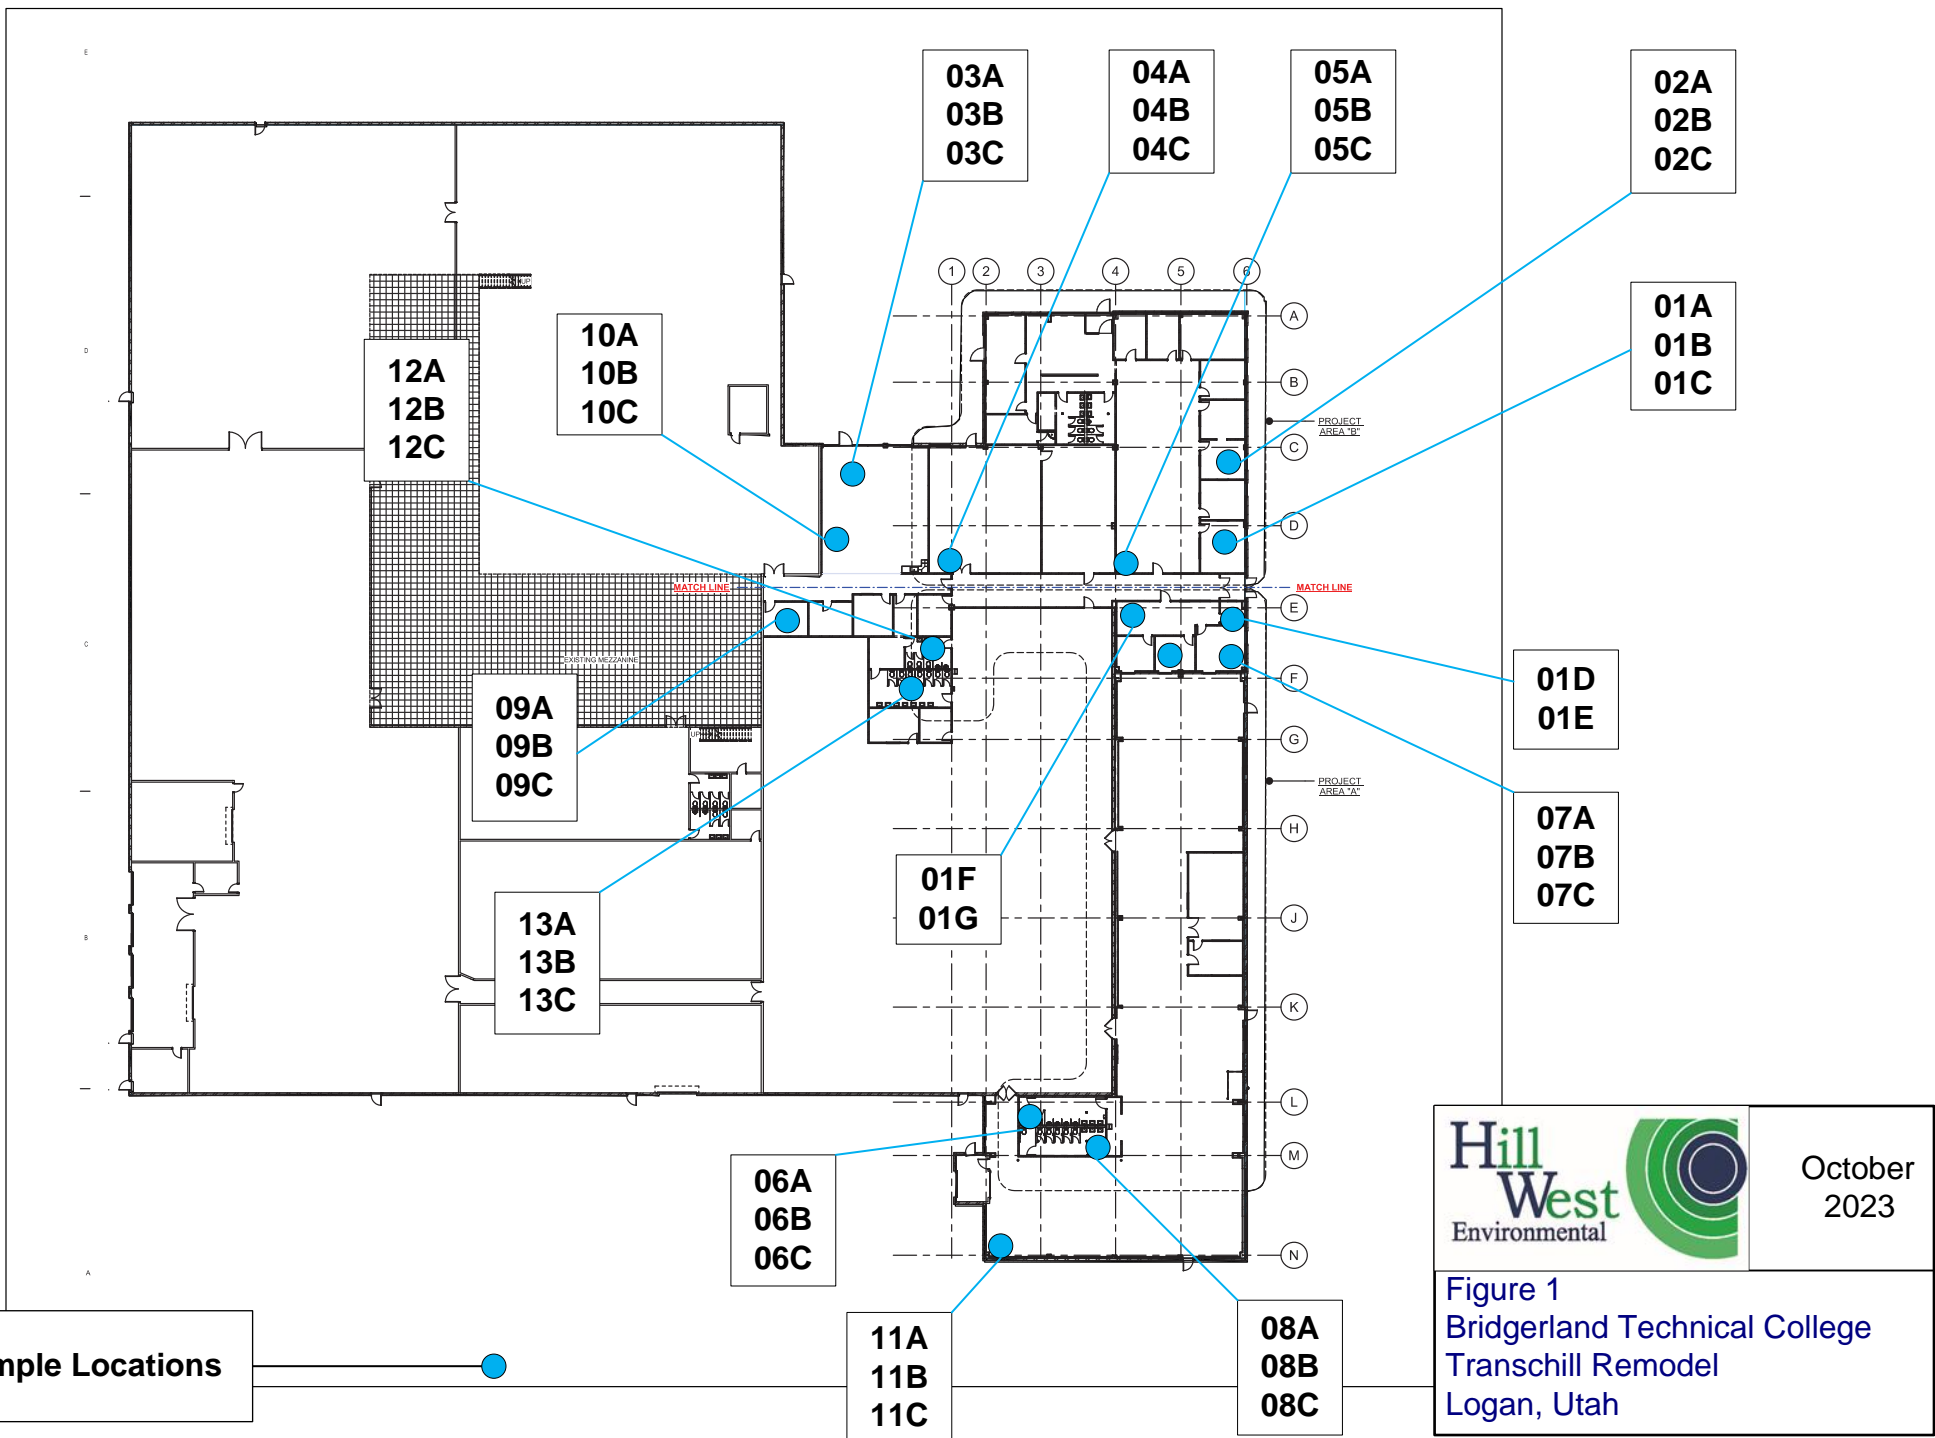 E
D
C
B
A
03A
03B
03C
04A
04B
04C
05A
05B
05C
02A
02B
02C
01A
01B
01C
10A
10B
10C
12A
12B
12C
1
2
3
4
5
6
A
B
C
D
E
F
G
H
J
K
L
M
N
UP
PROJECT
AREA "B"
MATCH LINE
MATCH LINE
EXISTING MEZZANINE
UP
09A
09B
09C
01D
01E
PROJECT
AREA "A"
07A
07B
07C
01F
01G
13A
13B
13C
06A
06B
06C
11A
11B
11C
08A
08B
08C
mple Locations
Hill
West
Environmental
October
2023
Figure 1
Bridgerland Technical College
Transchill Remodel
Logan, Utah